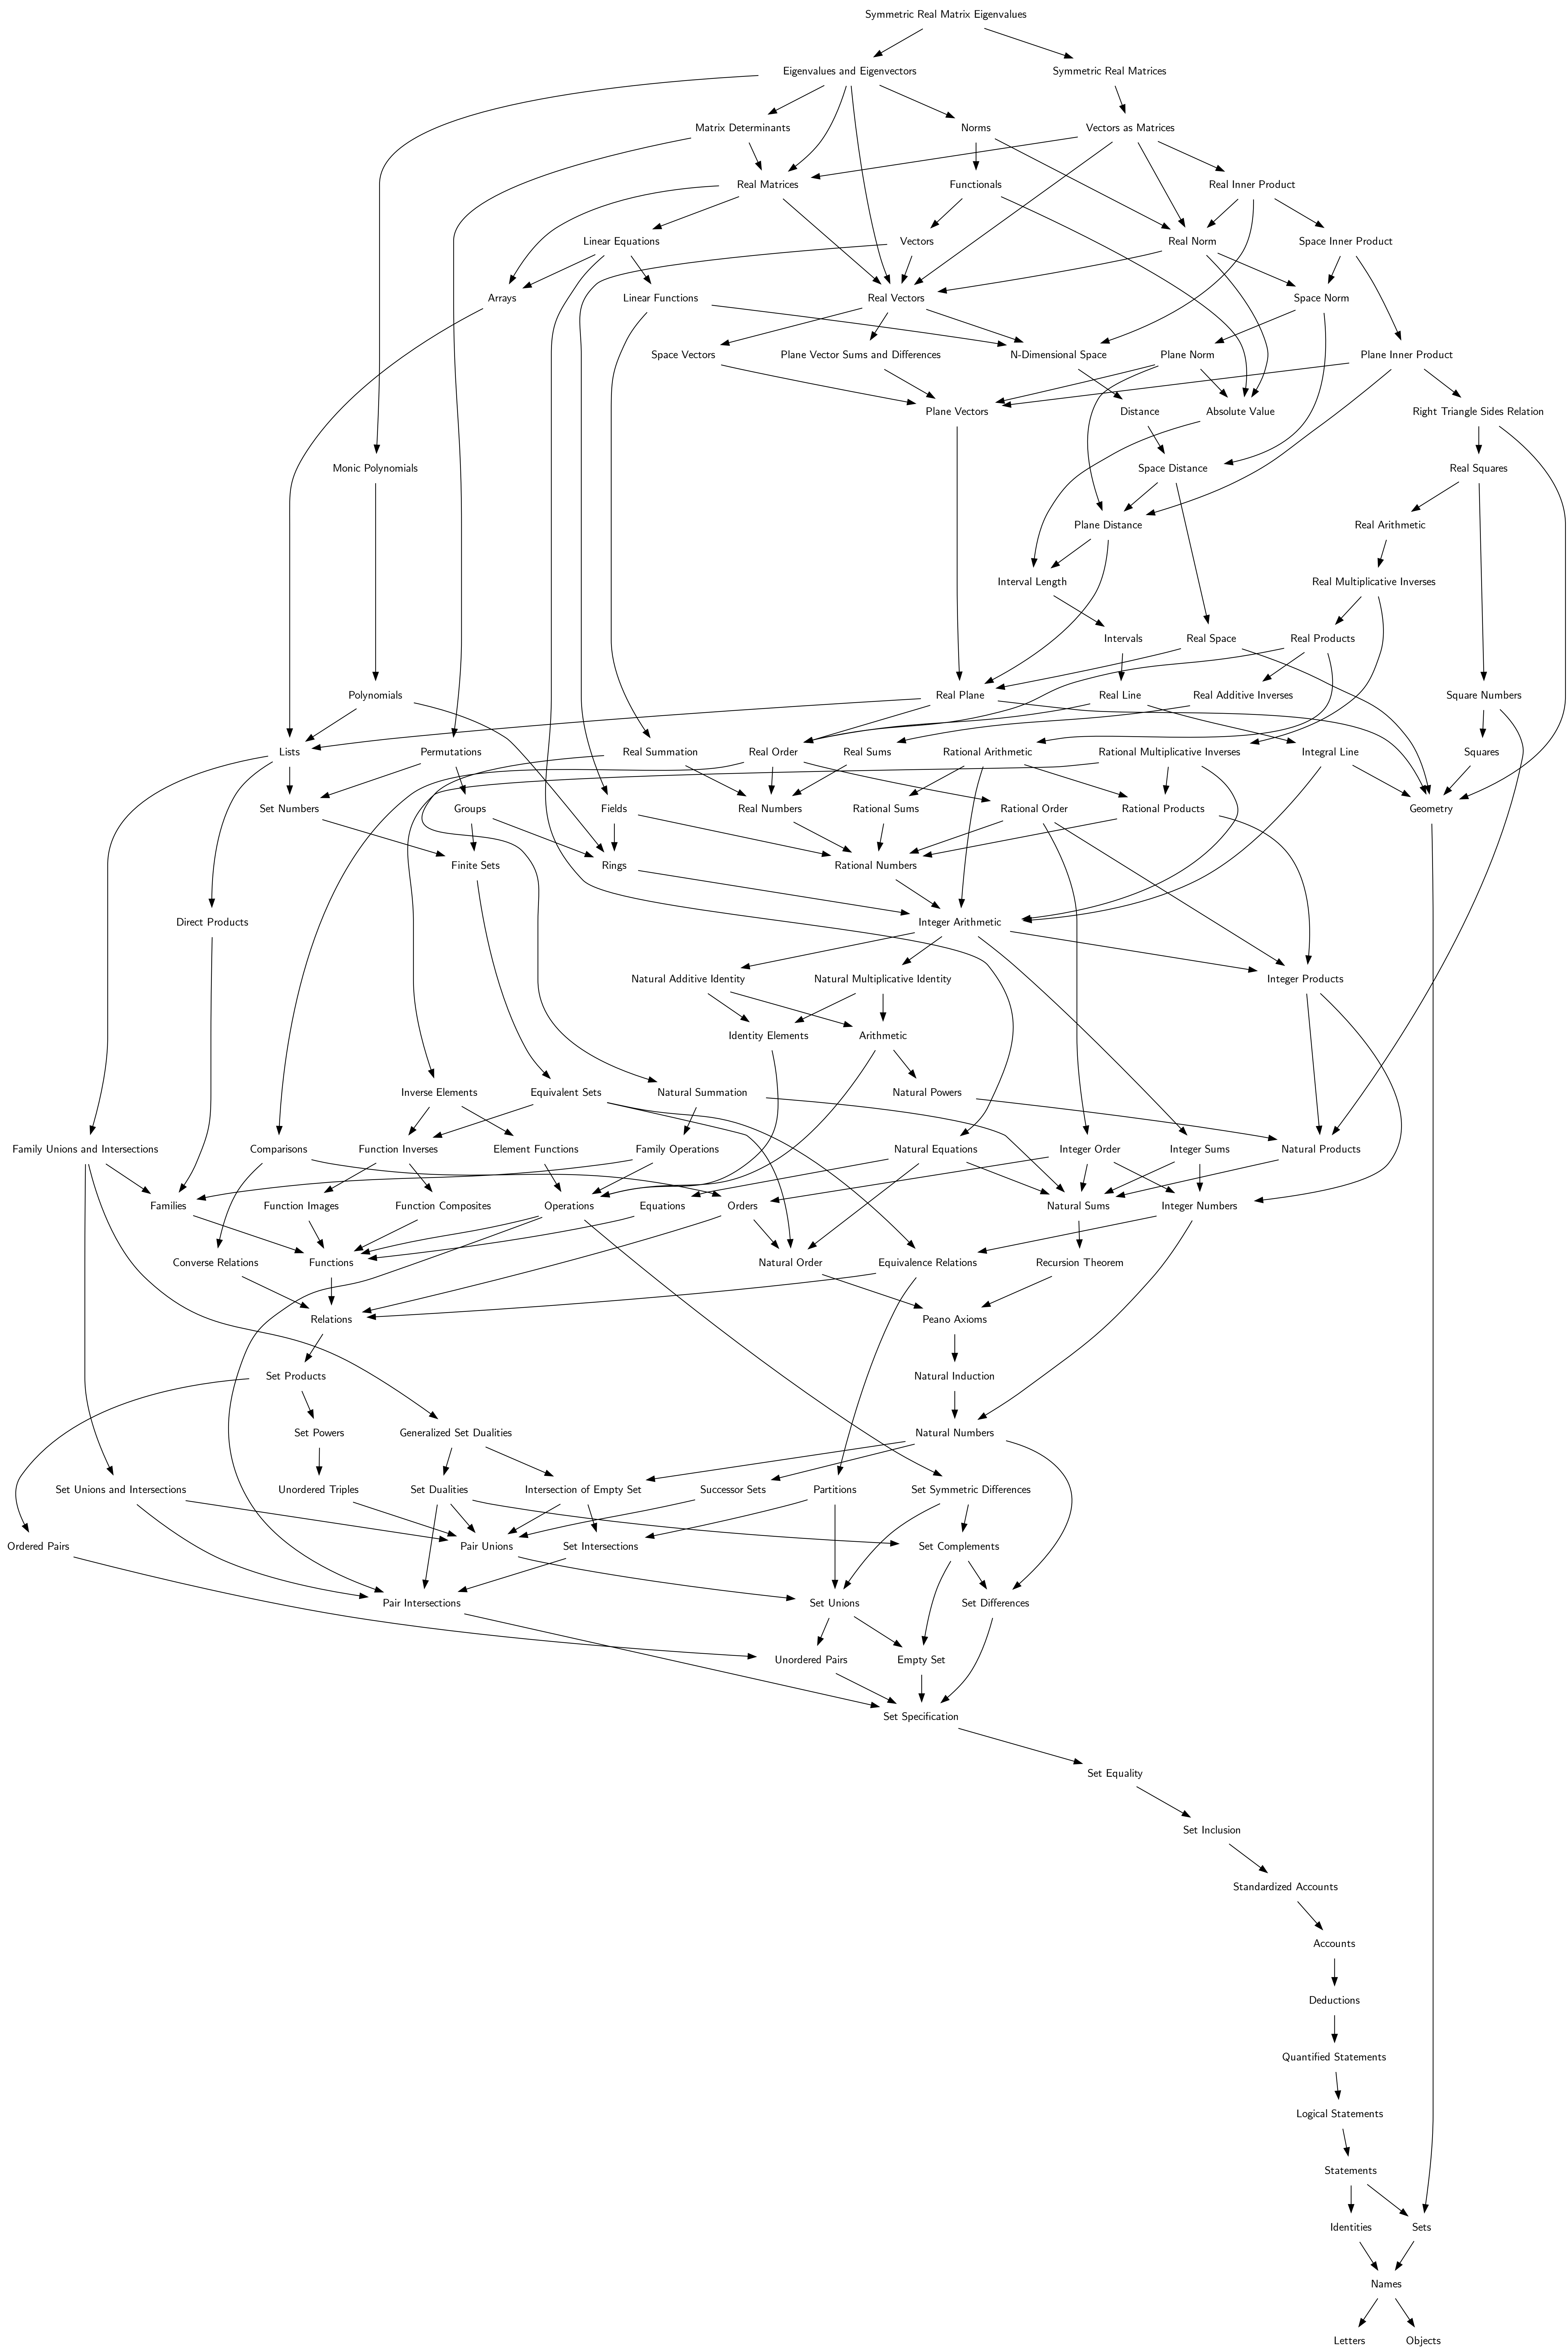 Symmetric Real Matrix Eigenvalues
Eigenvalues and Eigenvectors
Symmetric Real Matrices
Matrix Determinants
Norms
Vectors as Matrices
Real Matrices
Functionals
Real Inner Product
Linear Equations
Vectors
Real Norm
Space Inner Product
Arrays
Linear Functions
Real Vectors
Space Norm
Space Vectors
Plane Vector Sums and Differences
N-Dimensional Space
Plane Norm
Plane Inner Product
Plane Vectors
Distance
Absolute Value
Right Triangle Sides Relation
Monic Polynomials
Space Distance
Real Squares
Plane Distance
Real Arithmetic
Interval Length
Real Multiplicative Inverses
Intervals
Real Space
Real Products
Polynomials
Real Plane
Real Line
Real Additive Inverses
Square Numbers
Lists
Permutations
Real Summation
Real Order
Real Sums
Rational Arithmetic
Rational Multiplicative Inverses
Integral Line
Squares
Set Numbers
Groups
Fields
Real Numbers
Rational Sums
Rational Order
Rational Products
Geometry
Finite Sets
Rings
Rational Numbers
Direct Products
Integer Arithmetic
Natural Additive Identity
Natural Multiplicative Identity
Integer Products
Identity Elements
Arithmetic
Inverse Elements
Equivalent Sets
Natural Summation
Natural Powers
Family Unions and Intersections
Comparisons
Function Inverses
Element Functions
Family Operations
Natural Equations
Integer Order
Integer Sums
Natural Products
Families
Function Images
Function Composites
Operations
Equations
Orders
Natural Sums
Integer Numbers
Converse Relations
Functions
Natural Order
Equivalence Relations
Recursion Theorem
Relations
Peano Axioms
Set Products
Natural Induction
Set Powers
Generalized Set Dualities
Natural Numbers
Set Unions and Intersections
Unordered Triples
Set Dualities
Intersection of Empty Set
Successor Sets
Partitions
Set Symmetric Differences
Ordered Pairs
Pair Unions
Set Intersections
Set Complements
Pair Intersections
Set Unions
Set Differences
Unordered Pairs
Empty Set
Set Specification
Set Equality
Set Inclusion
Standardized Accounts
Accounts
Deductions
Quantified Statements
Logical Statements
Statements
Identities
Sets
Names
Letters
Objects